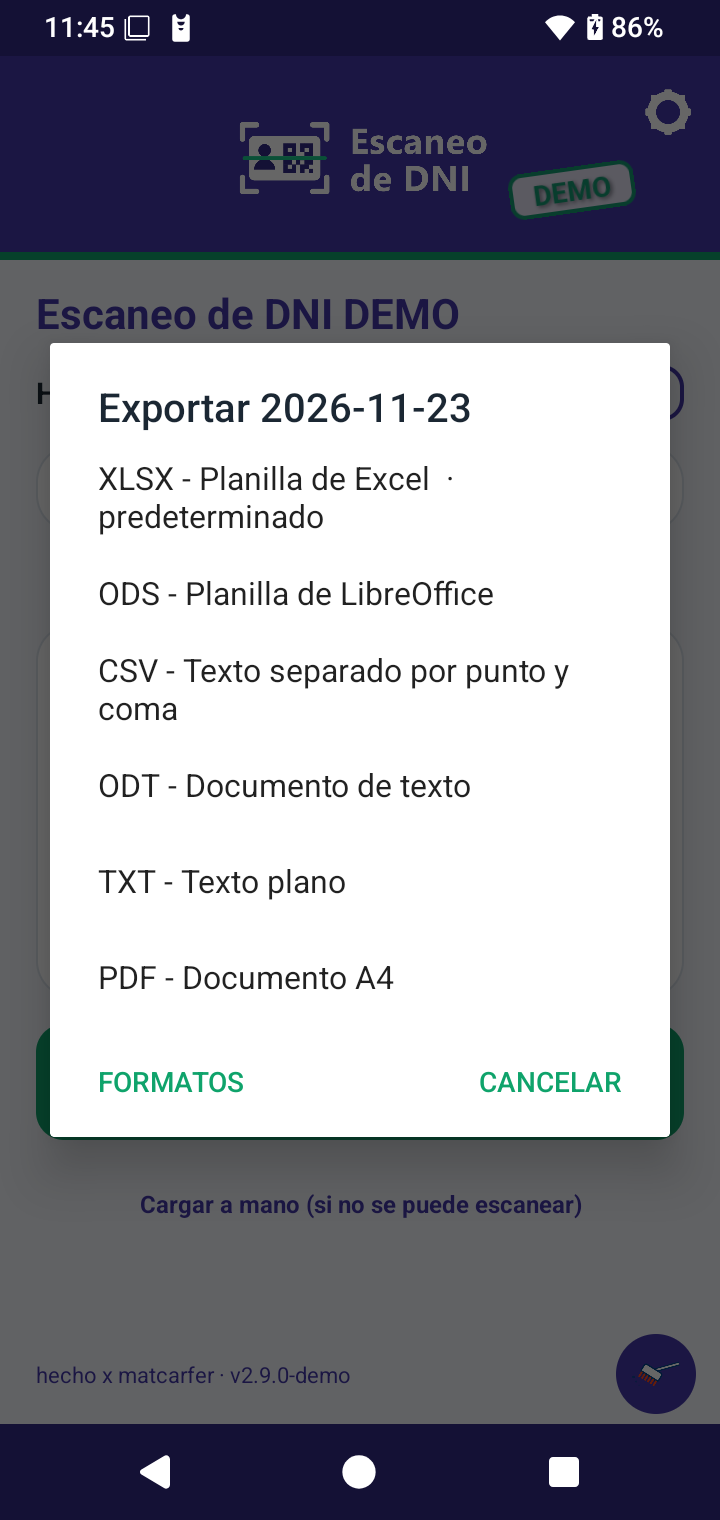 11:45
86%
Escaneo
de DNI
DEMO
Escaneo de DNI DEMO
Exportar 2026-11-23
XLSX - Planilla de Excel ·
predeterminado
ODS - Planilla de LibreOffice
CSV - Texto separado por punto y
coma
ODT - Documento de texto
TXT - Texto plano
PDF - Documento A4
FORMATOS
CANCELAR
Cargar a mano (si no se puede escanear)
hecho x matcarfer · v2.9.0-demo